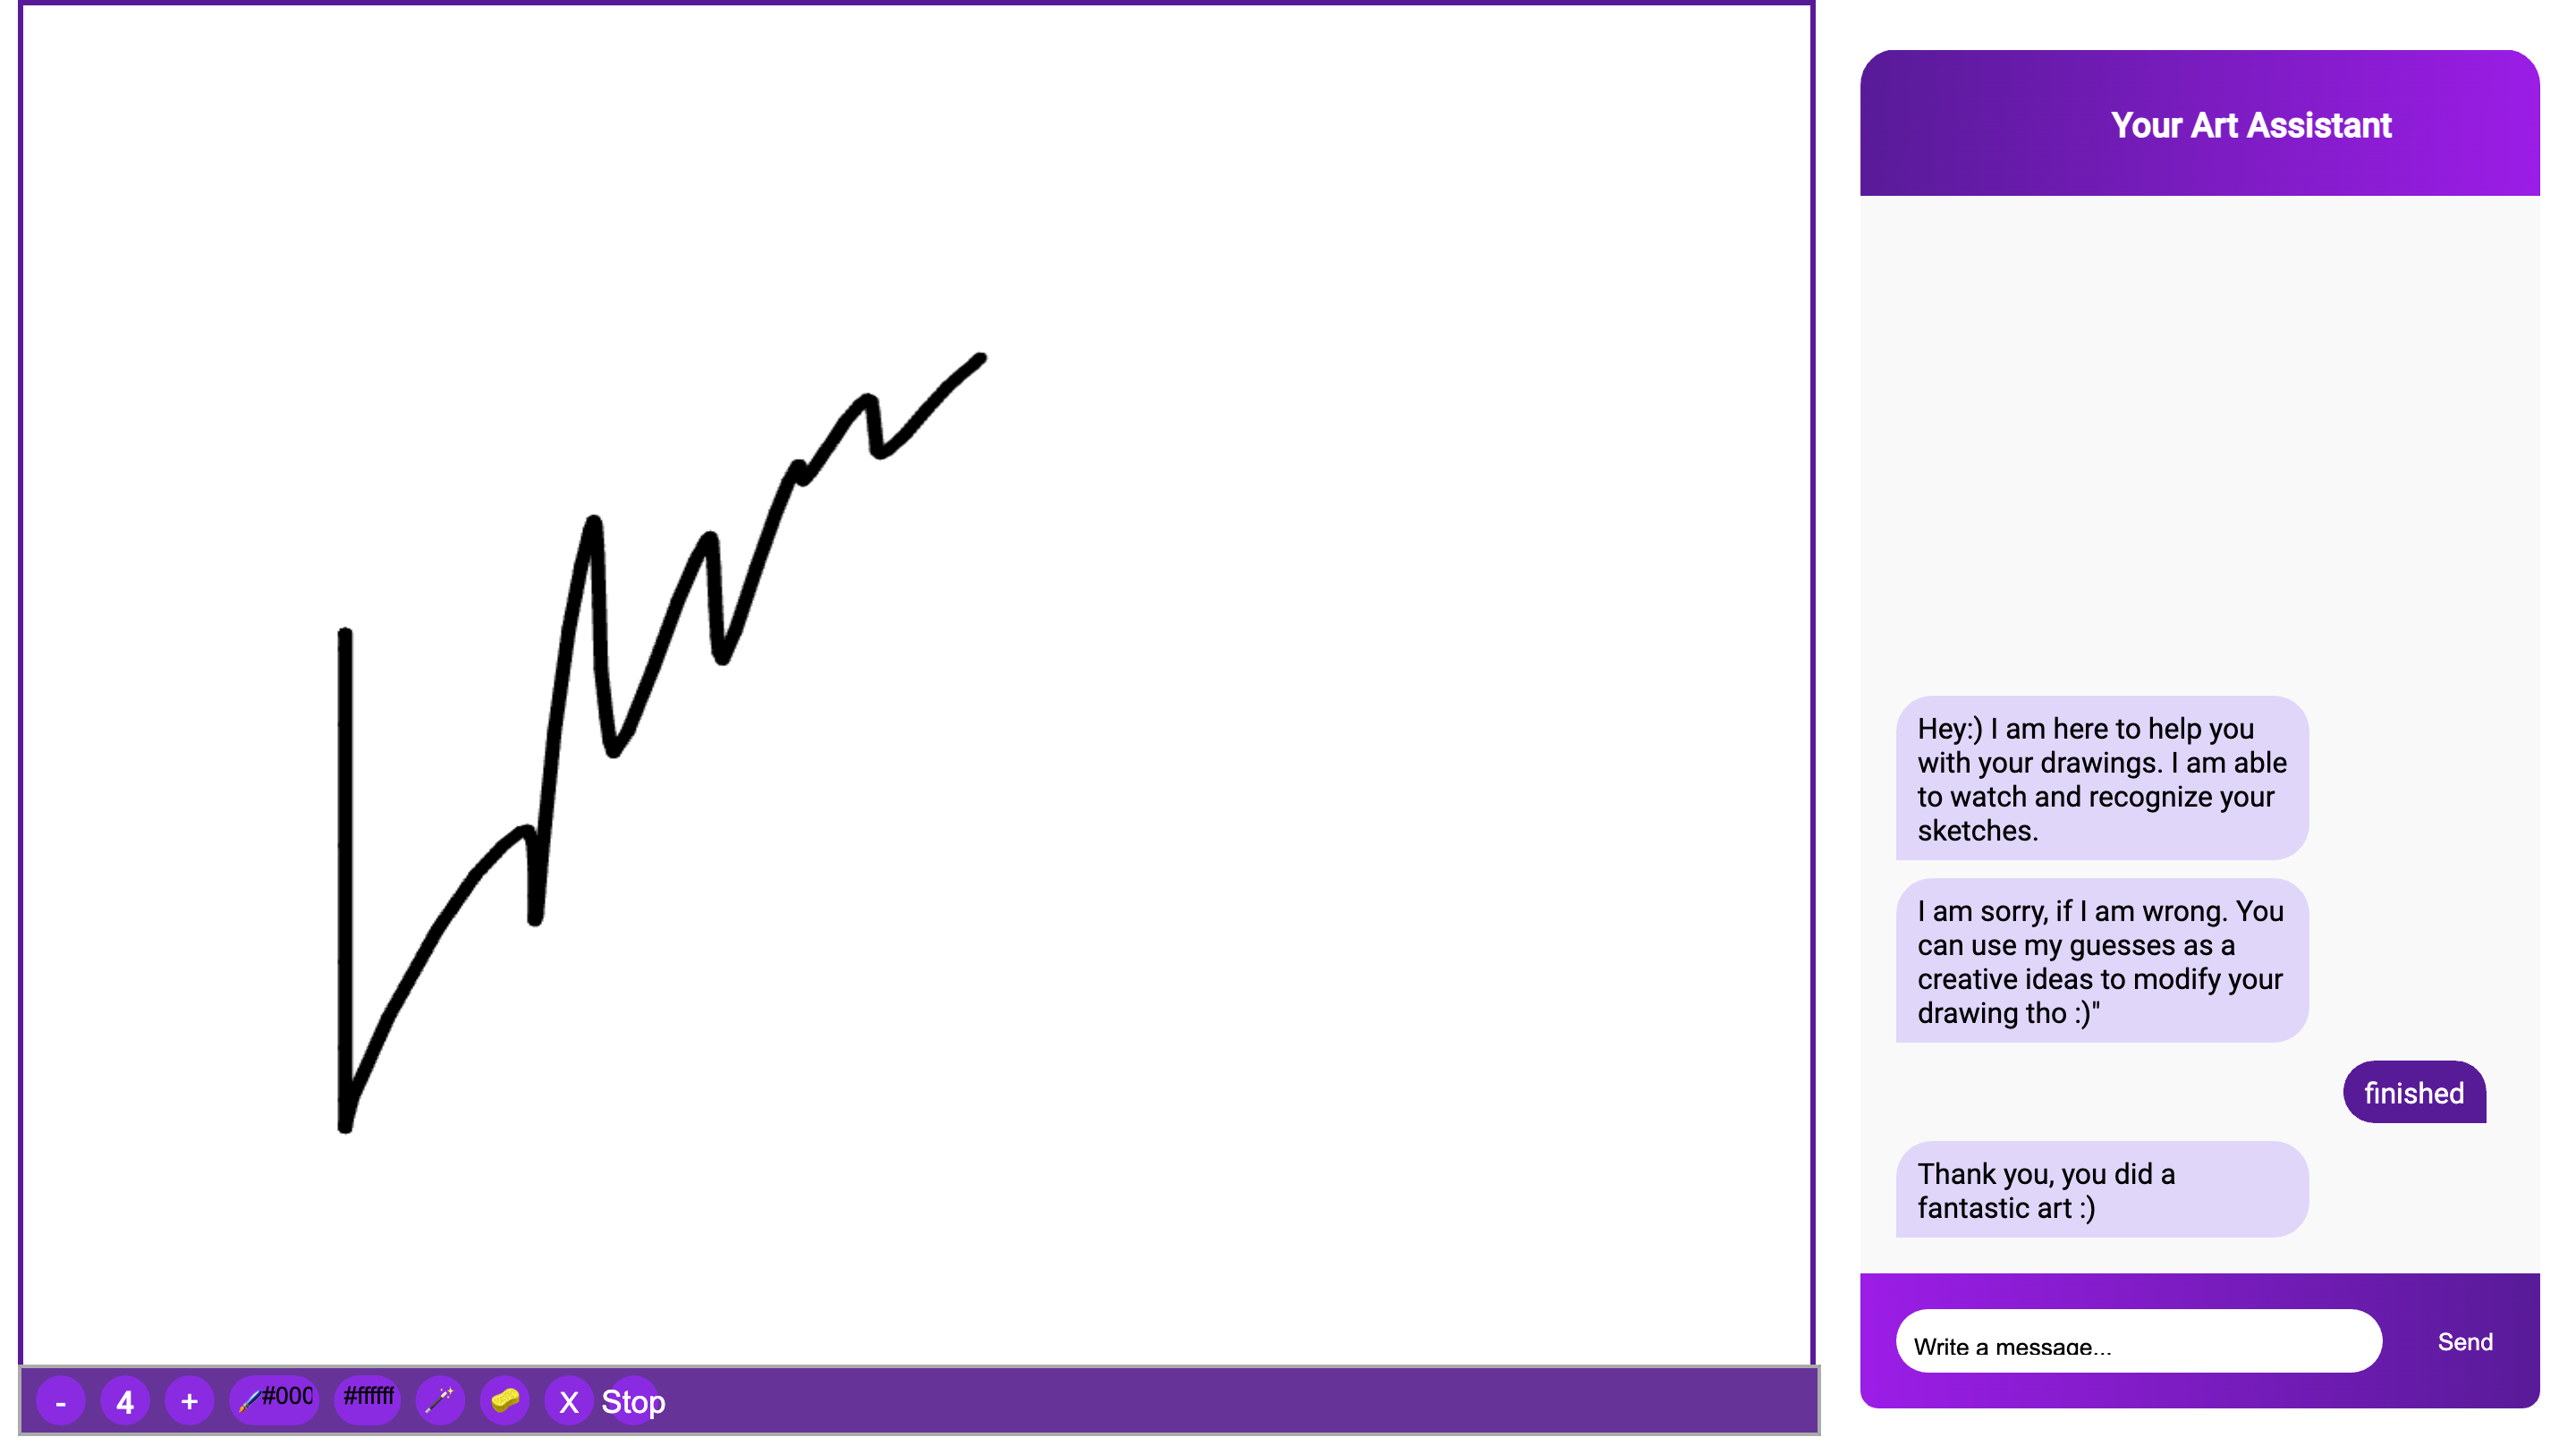 Your Art Assistant
Hey:) I am here to help you
with your drawings. I am able
to watch and recognize your
sketches.
I am sorry, if I am wrong. You
can use my guesses as a
creative ideas to modify your
drawing tho :)"
finished
Thank you, you did a
fantastic art :)
Write a message...
Send
- 4 + #000 #ffffff X Stop